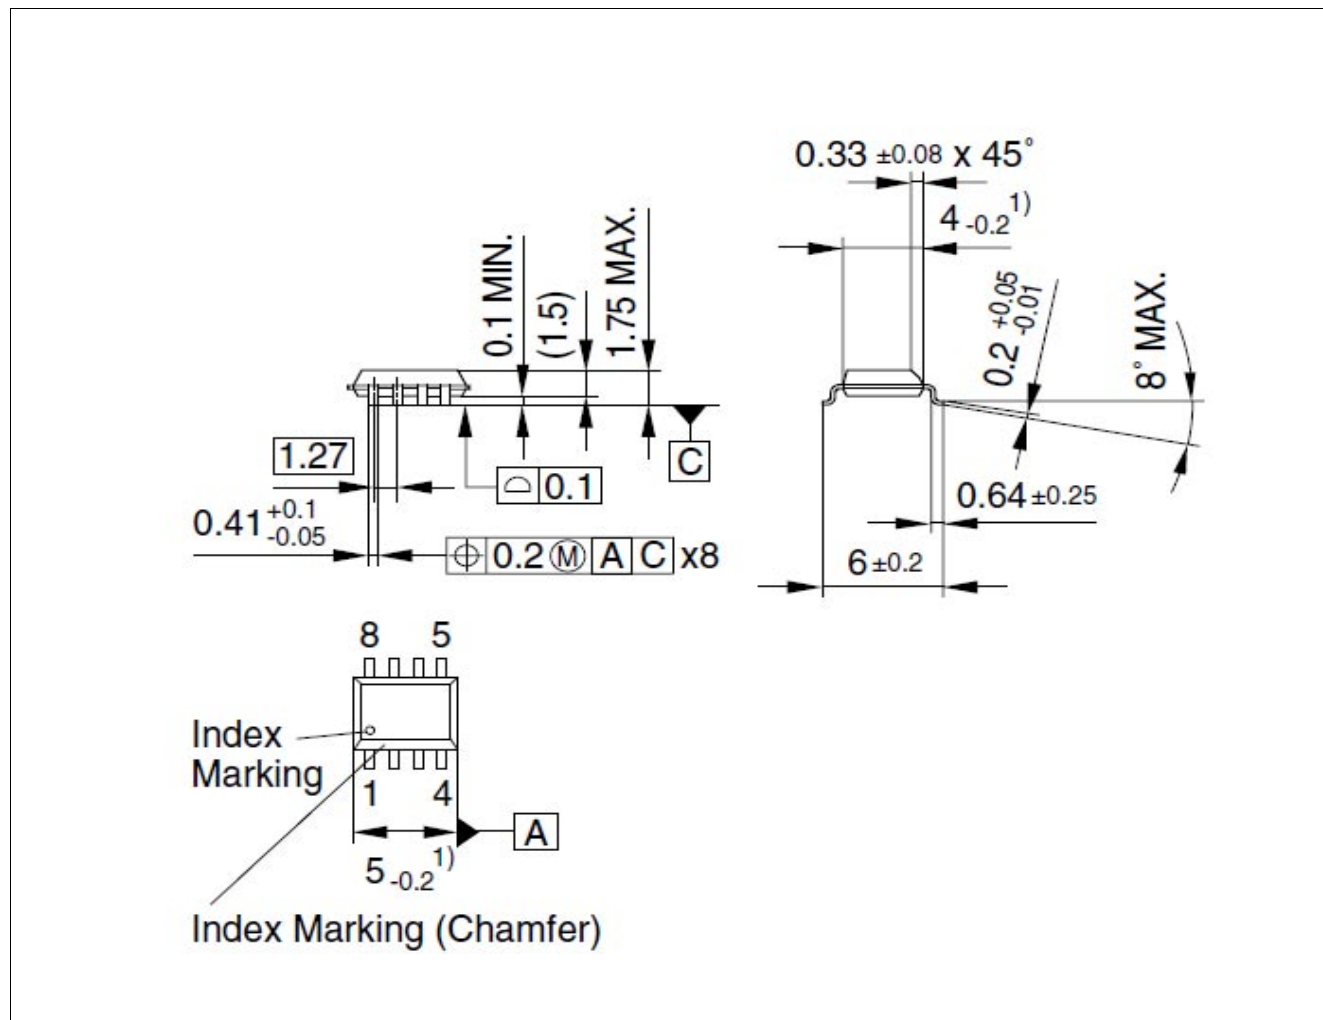 0.33 ±0.08 x 45°
4 -0.2 1)
0.1 MIN.
(1.5)
1.75 MAX.
0.2 +0.05 -0.01
8° MAX.
1.27
C
⌓ 0.1
0.64 ±0.25
0.41 +0.1 -0.05
⌖ 0.2 Ⓜ A C x8
6 ±0.2
8 5
Index
Marking
1 4
A
5 -0.2 1)
Index Marking (Chamfer)